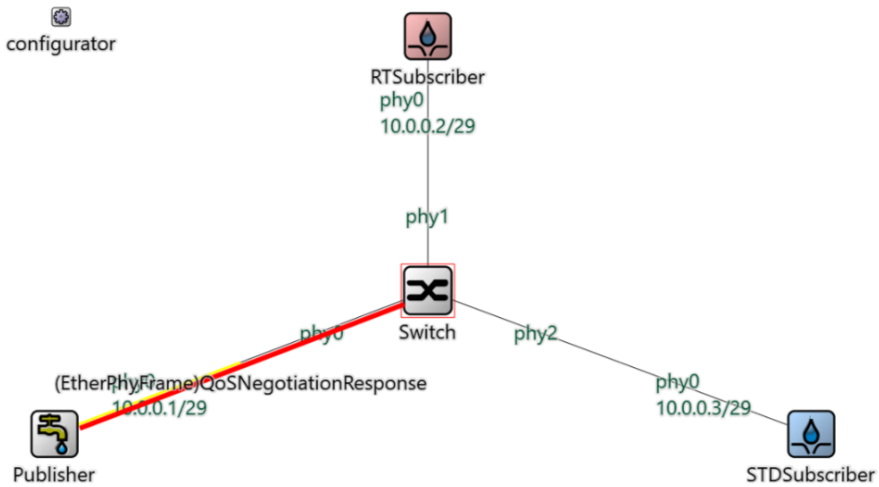 configurator
RTSubscriber
phy0
10.0.0.2/29
phy1
Switch
phy0
phy2
phy0
(EtherPhyFrame)QoSNegotiationResponse
10.0.0.1/29
phy0
10.0.0.3/29
Publisher
STDSubscriber